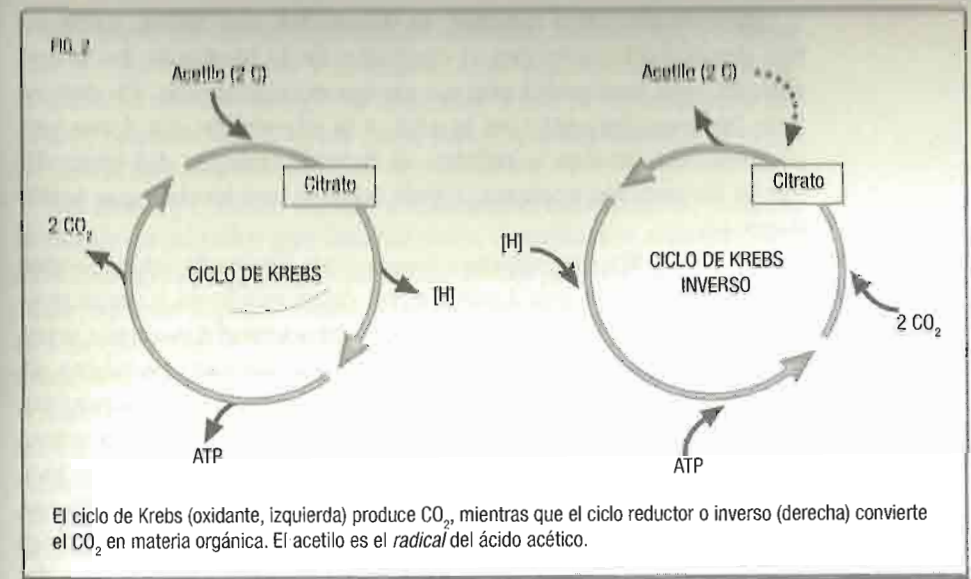 FIG. 2
Acetilo (2 C)
Citrato
2 CO₂
CICLO DE KREBS
[H]
ATP
Acetilo (2 C)
Citrato
[H]
CICLO DE KREBS
INVERSO
2 CO₂
ATP
El ciclo de Krebs (oxidante, izquierda) produce CO₂, mientras que el ciclo reductor o inverso (derecha) convierte
el CO₂ en materia orgánica. El acetilo es el radical del ácido acético.